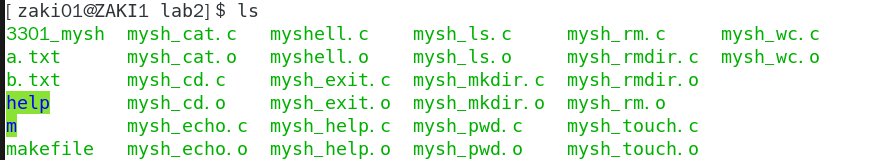 [zaki01@ZAKI1 lab2]$ ls
3301_mysh  mysh_cat.c   myshell.c    mysh_ls.c     mysh_rm.c     mysh_wc.c
a.txt      mysh_cat.o   myshell.o    mysh_ls.o     mysh_rmdir.c  mysh_wc.o
b.txt      mysh_cd.c    mysh_exit.c  mysh_mkdir.c  mysh_rmdir.o
help       mysh_cd.o    mysh_exit.o  mysh_mkdir.o  mysh_rm.o
m          mysh_echo.c  mysh_help.c  mysh_pwd.c    mysh_touch.c
makefile   mysh_echo.o  mysh_help.o  mysh_pwd.o    mysh_touch.o